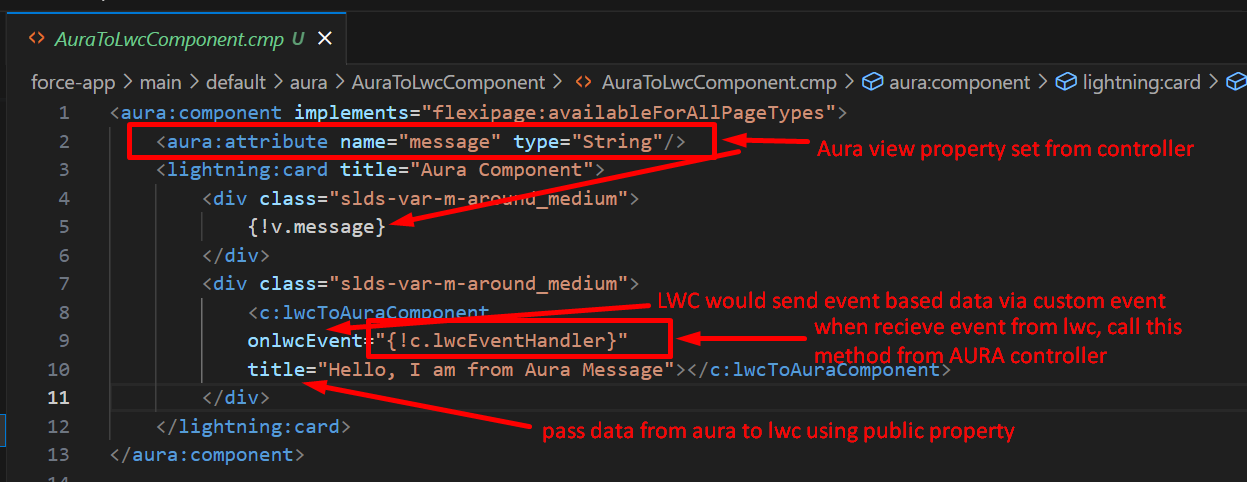 AuraToLwcComponent.cmp U
force-app > main > default > aura > AuraToLwcComponent > AuraToLwcComponent.cmp > aura:component > lightning:card >
1 <aura:component implements="flexipage:availableForAllPageTypes">
2 <aura:attribute name="message" type="String"/>
Aura view property set from controller
3 <lightning:card title="Aura Component">
4 <div class="slds-var-m-around_medium">
5 {!v.message}
6 </div>
7 <div class="slds-var-m-around_medium">
LWC would send event based data via custom event
8 <c:lwcToAuraComponent
9 onlwcEvent="{!c.lwcEventHandler}"
when recieve event from lwc, call this
method from AURA controller
10 title="Hello, I am from Aura Message"></c:lwcToAuraComponent>
11 </div>
12 </lightning:card>
pass data from aura to lwc using public property
13 </aura:component>
14